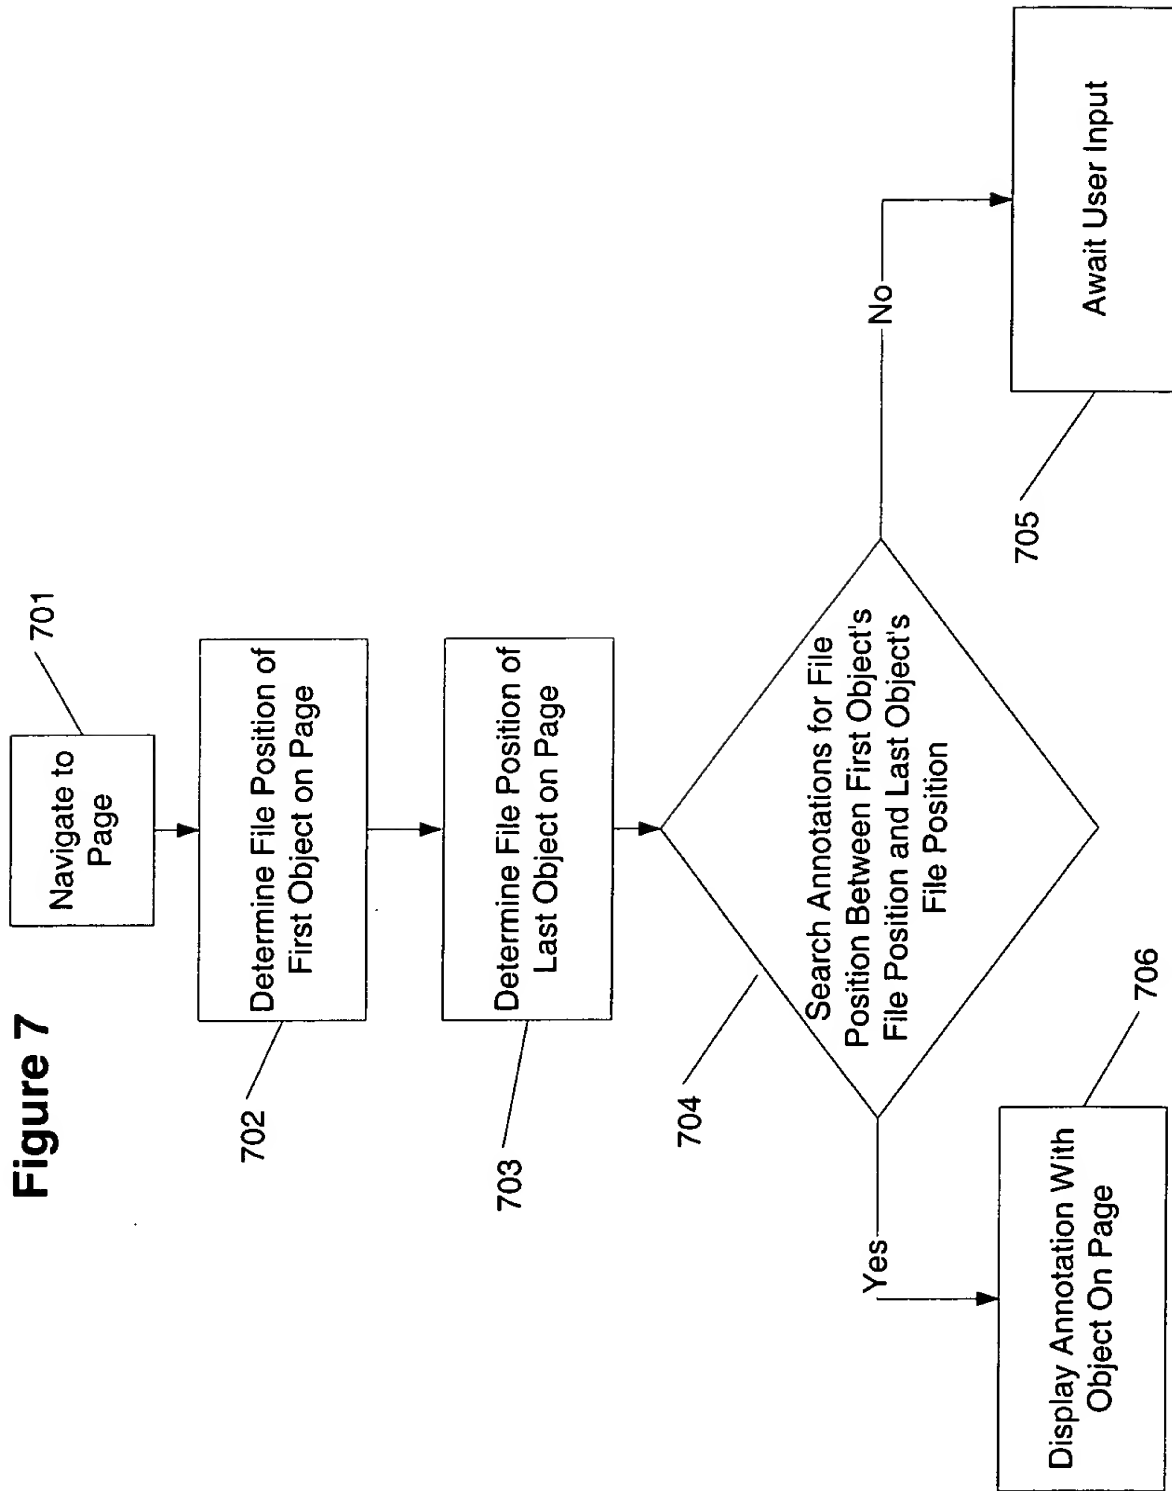 Figure 7
Navigate to
Page
701
Determine File Position of
First Object on Page
702
Determine File Position of
Last Object on Page
703
Search Annotations for File
Position Between First Object's
File Position and Last Object's
File Position
704
Yes
No
Display Annotation With
Object On Page
706
Await User Input
705